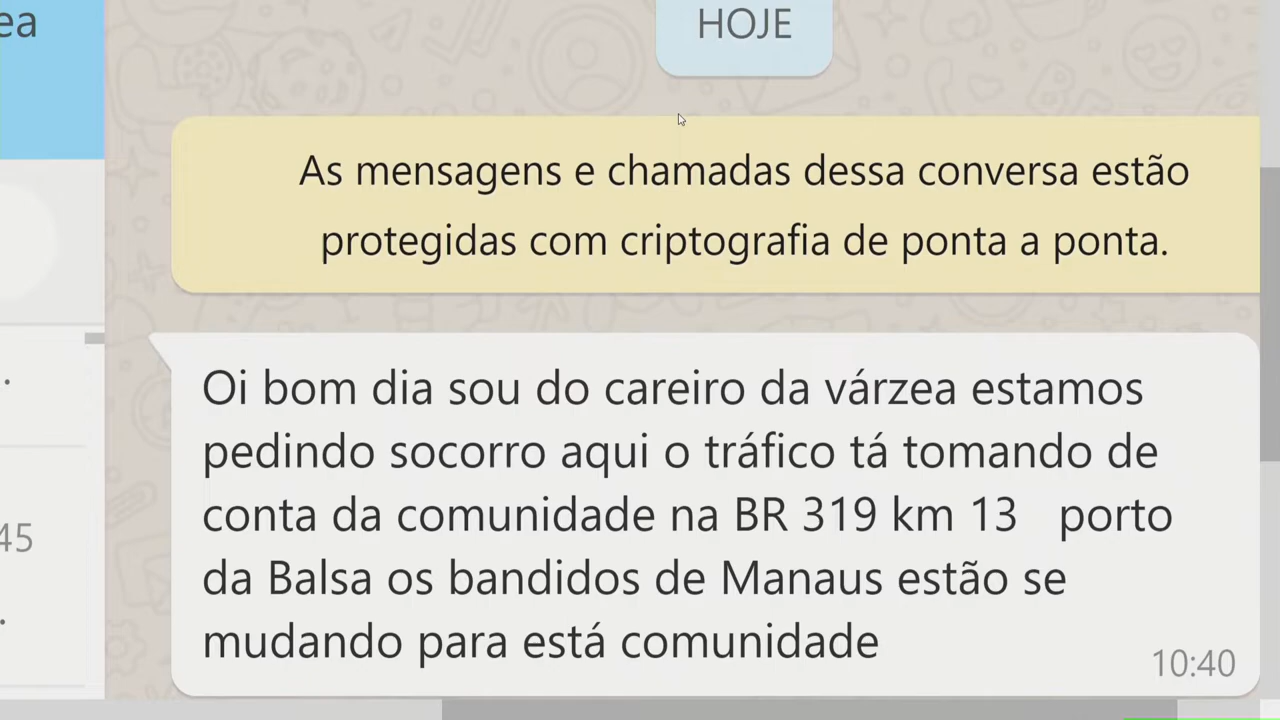 ea
HOJE
As mensagens e chamadas dessa conversa estão
protegidas com criptografia de ponta a ponta.
Oi bom dia sou do careiro da várzea estamos
pedindo socorro aqui o tráfico tá tomando de
conta da comunidade na BR 319 km 13 porto
45
da Balsa os bandidos de Manaus estão se
mudando para está comunidade
10:40